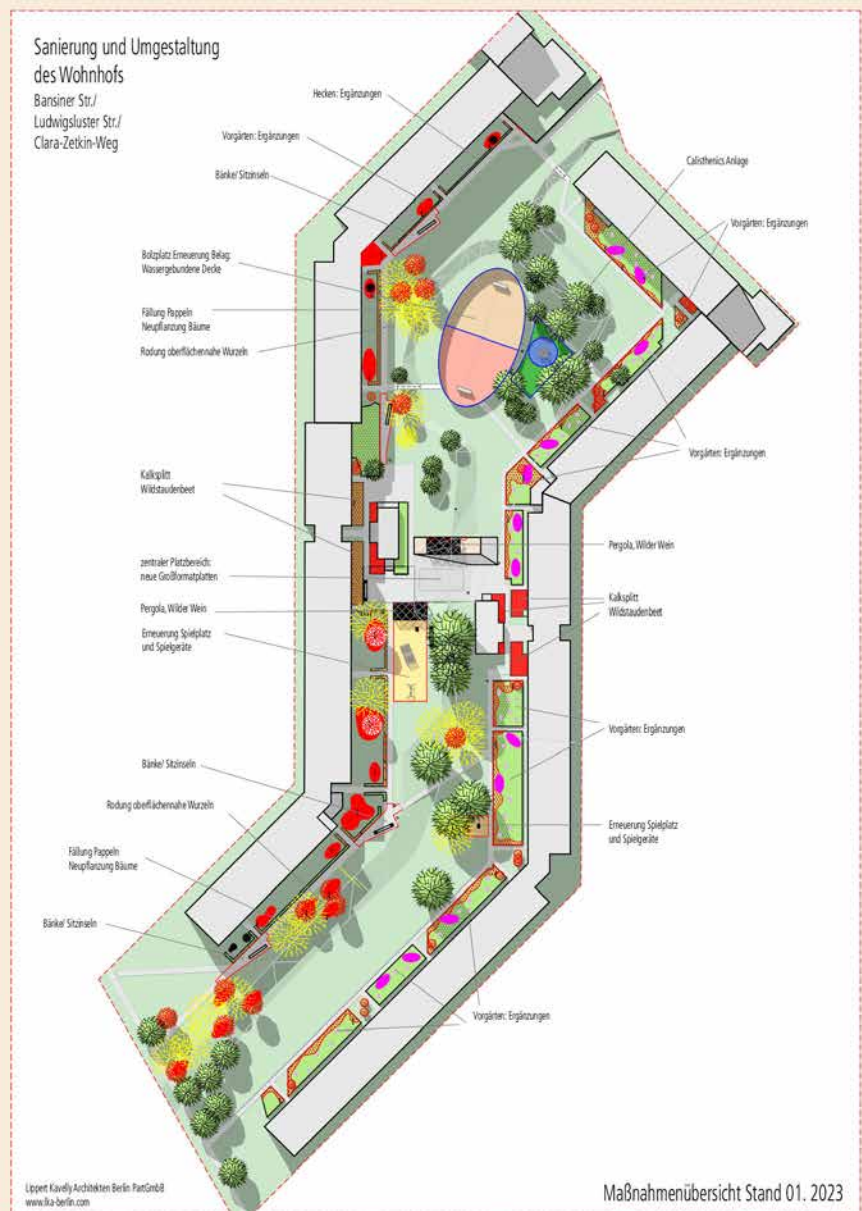 Sanierung und Umgestaltung
des Wohnhofs
Bansiner Str./
Ludwigsluster Str./
Clara-Zetkin-Weg
Hecken: Ergänzungen
Vorgärten: Ergänzungen
Bänke/ Sitzinseln
Calisthenics Anlage
Vorgärten: Ergänzungen
Bolzplatz Erneuerung Belag:
Wassergebundene Decke
Fällung Pappeln
Neupflanzung Bäume
Rodung oberflächennahe Wurzeln
Vorgärten: Ergänzungen
Kalksplitt
Wildstaudenbeet
Pergola, Wilder Wein
zentraler Platzbereich:
neue Großformatplatten
Kalksplitt
Wildstaudenbeet
Pergola, Wilder Wein
Erneuerung Spielplatz
und Spielgeräte
Vorgärten: Ergänzungen
Bänke/ Sitzinseln
Rodung oberflächennahe Wurzeln
Erneuerung Spielplatz
und Spielgeräte
Fällung Pappeln
Neupflanzung Bäume
Bänke/ Sitzinseln
Vorgärten: Ergänzungen
Lippert Kavelly Architekten Berlin PartGmbB
www.lka-berlin.com
Maßnahmenübersicht Stand 01. 2023